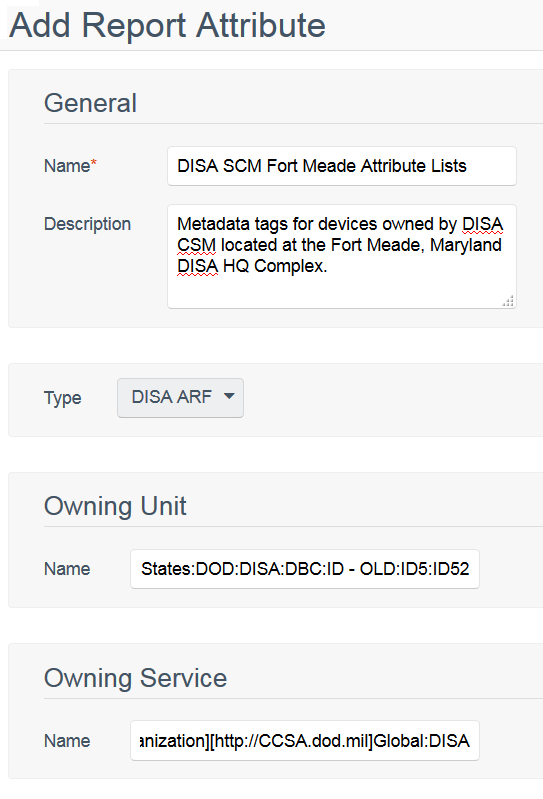 Add Report Attribute
General
Name*
DISA SCM Fort Meade Attribute Lists
Description
Metadata tags for devices owned by DISA
CSM located at the Fort Meade, Maryland
DISA HQ Complex.
Type
DISA ARF
Owning Unit
Name
States:DOD:DISA:DBC:ID - OLD:ID5:ID52
Owning Service
Name
anization][http://CCSA.dod.mil]Global:DISA